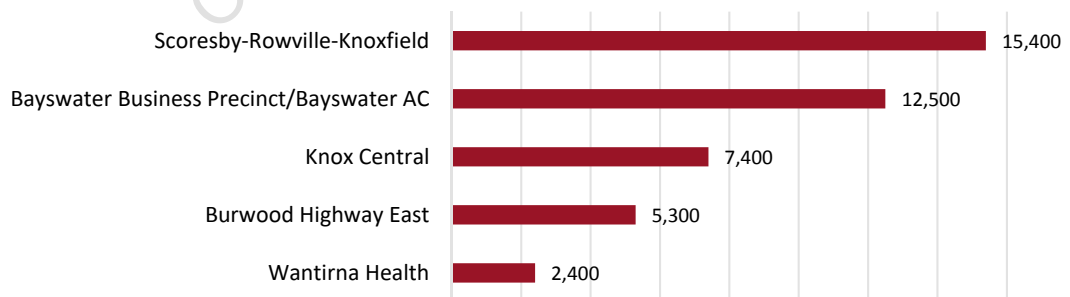 Scoresby-Rowville-Knoxfield 15,400
Bayswater Business Precinct/Bayswater AC 12,500
Knox Central 7,400
Burwood Highway East 5,300
Wantirna Health 2,400